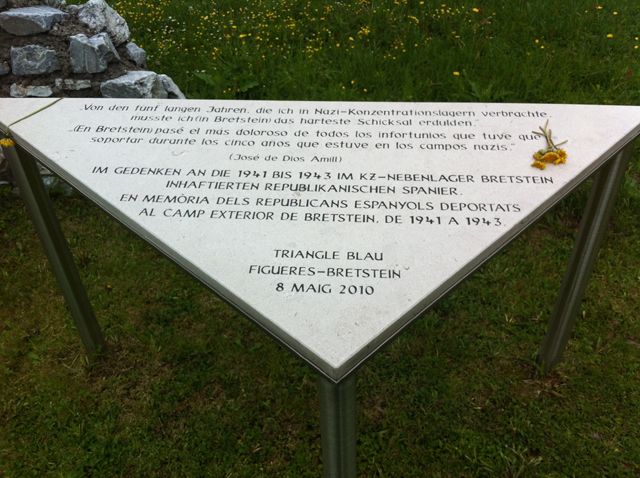 „Von den fünf langen Jahren, die ich in Nazi-Konzentrationslagern verbrachte,
musste ich (in Bretstein) das härteste Schicksal erdulden."
„(En Bretstein) pasé el más doloroso de todos los infortunios que tuve que
soportar durante los cinco años que estuve en los campos nazis."
(José de Dios Amill)
IM GEDENKEN AN DIE 1941 BIS 1943 IM KZ-NEBENLAGER BRETSTEIN
INHAFTIERTEN REPUBLIKANISCHEN SPANIER.
EN MEMÒRIA DELS REPUBLICANS ESPANYOLS DEPORTATS
AL CAMP EXTERIOR DE BRETSTEIN, DE 1941 A 1943.
TRIANGLE BLAU
FIGUERES-BRETSTEIN
8 MAIG 2010